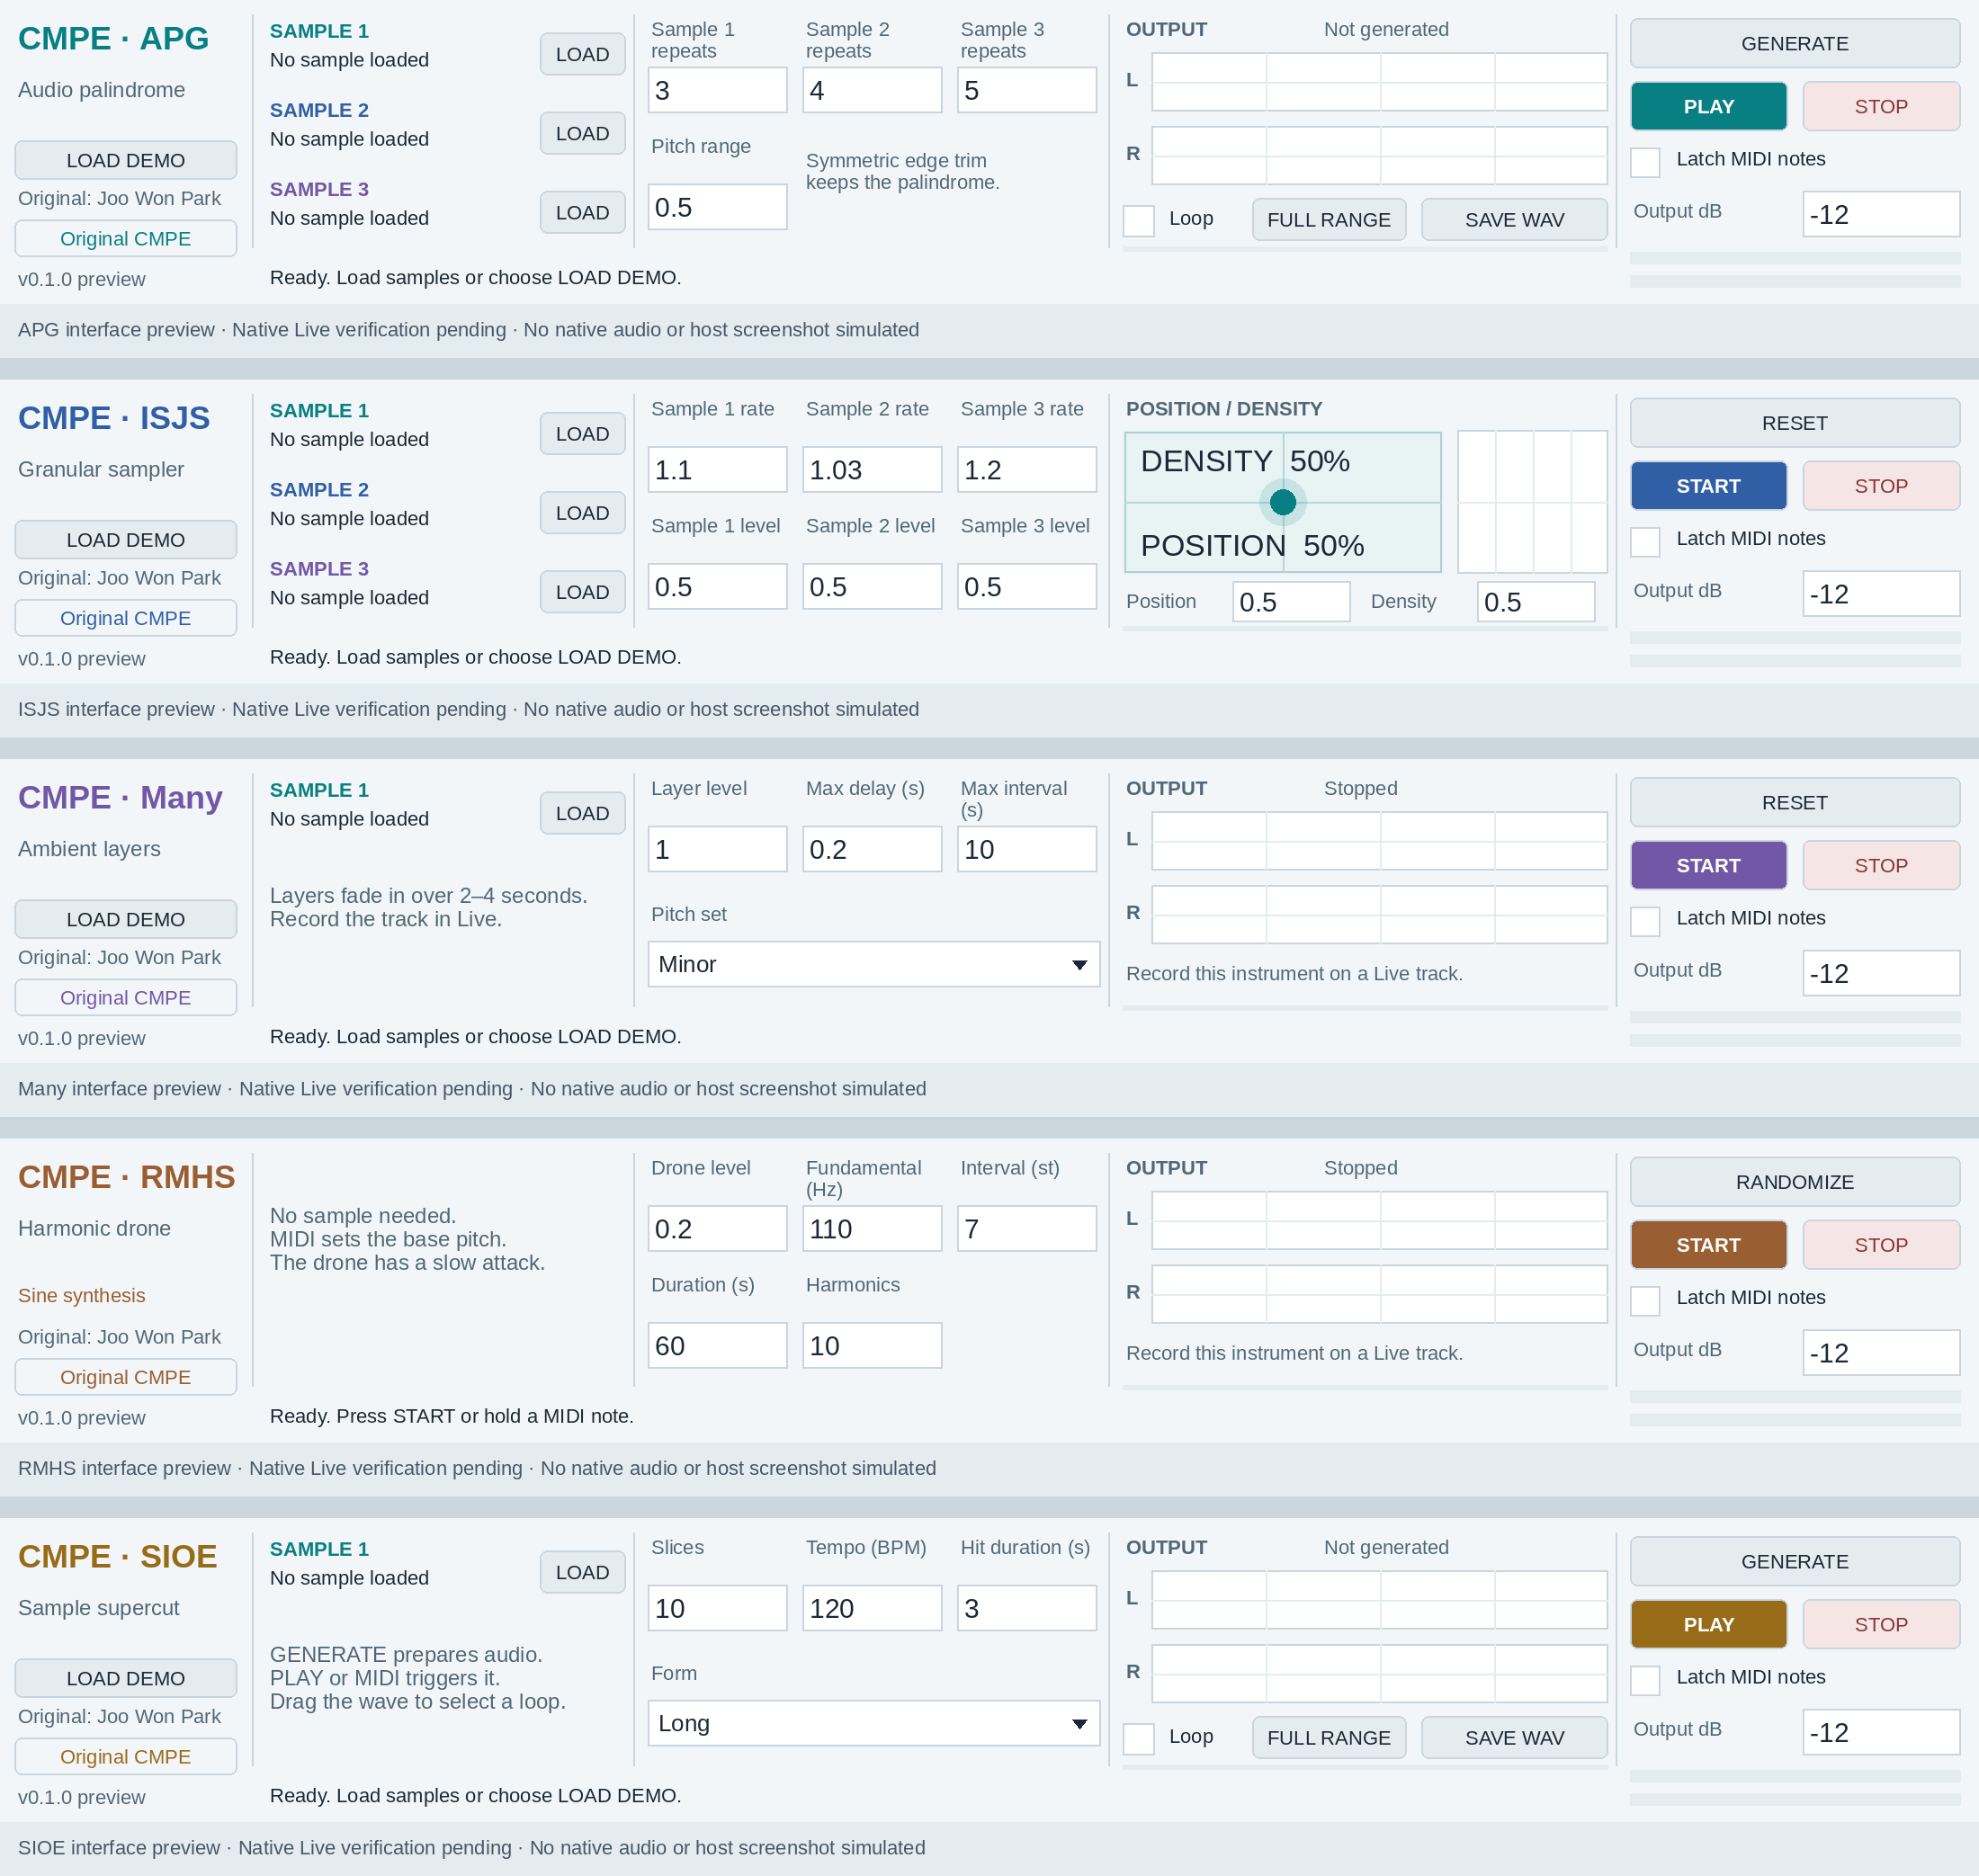 CMPE · APG
Audio palindrome
LOAD DEMO
Original: Joo Won Park
Original CMPE
v0.1.0 preview
SAMPLE 1
No sample loaded
LOAD
SAMPLE 2
No sample loaded
LOAD
SAMPLE 3
No sample loaded
LOAD
Ready. Load samples or choose LOAD DEMO.
Sample 1
repeats
3
Sample 2
repeats
4
Sample 3
repeats
5
Pitch range
0.5
Symmetric edge trim
keeps the palindrome.
OUTPUT
Not generated
L
R
Loop
FULL RANGE
SAVE WAV
GENERATE
PLAY
STOP
Latch MIDI notes
Output dB
-12
APG interface preview · Native Live verification pending · No native audio or host screenshot simulated
CMPE · ISJS
Granular sampler
LOAD DEMO
Original: Joo Won Park
Original CMPE
v0.1.0 preview
SAMPLE 1
No sample loaded
LOAD
SAMPLE 2
No sample loaded
LOAD
SAMPLE 3
No sample loaded
LOAD
Ready. Load samples or choose LOAD DEMO.
Sample 1 rate
1.1
Sample 2 rate
1.03
Sample 3 rate
1.2
Sample 1 level
0.5
Sample 2 level
0.5
Sample 3 level
0.5
POSITION / DENSITY
DENSITY 50%
POSITION 50%
Position
0.5
Density
0.5
RESET
START
STOP
Latch MIDI notes
Output dB
-12
ISJS interface preview · Native Live verification pending · No native audio or host screenshot simulated
CMPE · Many
Ambient layers
LOAD DEMO
Original: Joo Won Park
Original CMPE
v0.1.0 preview
SAMPLE 1
No sample loaded
LOAD
Layers fade in over 2–4 seconds.
Record the track in Live.
Ready. Load samples or choose LOAD DEMO.
Layer level
1
Max delay (s)
0.2
Max interval
(s)
10
Pitch set
Minor
OUTPUT
Stopped
L
R
Record this instrument on a Live track.
RESET
START
STOP
Latch MIDI notes
Output dB
-12
Many interface preview · Native Live verification pending · No native audio or host screenshot simulated
CMPE · RMHS
Harmonic drone
Sine synthesis
Original: Joo Won Park
Original CMPE
v0.1.0 preview
No sample needed.
MIDI sets the base pitch.
The drone has a slow attack.
Ready. Press START or hold a MIDI note.
Drone level
0.2
Fundamental
(Hz)
110
Interval (st)
7
Duration (s)
60
Harmonics
10
OUTPUT
Stopped
L
R
Record this instrument on a Live track.
RANDOMIZE
START
STOP
Latch MIDI notes
Output dB
-12
RMHS interface preview · Native Live verification pending · No native audio or host screenshot simulated
CMPE · SIOE
Sample supercut
LOAD DEMO
Original: Joo Won Park
Original CMPE
v0.1.0 preview
SAMPLE 1
No sample loaded
LOAD
GENERATE prepares audio.
PLAY or MIDI triggers it.
Drag the wave to select a loop.
Ready. Load samples or choose LOAD DEMO.
Slices
10
Tempo (BPM)
120
Hit duration (s)
3
Form
Long
OUTPUT
Not generated
L
R
Loop
FULL RANGE
SAVE WAV
GENERATE
PLAY
STOP
Latch MIDI notes
Output dB
-12
SIOE interface preview · Native Live verification pending · No native audio or host screenshot simulated